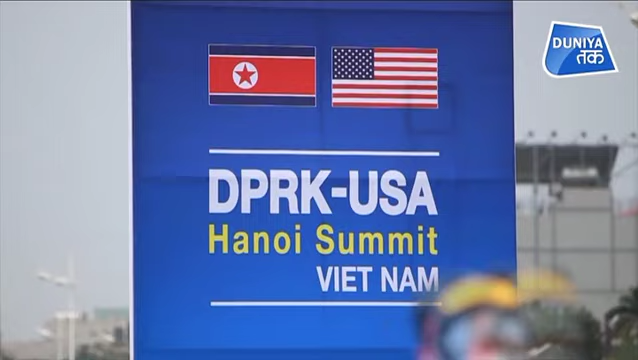 DUNIYA
तक
DPRK-USA
Hanoi Summit
VIET NAM